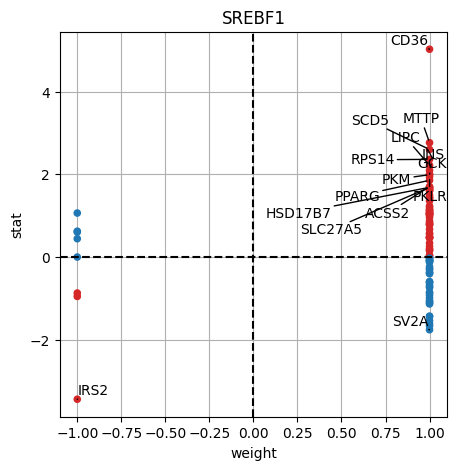 SREBF1
CD36
MTTP
SCD5
LIPC
INS
RPS14
GCK
PKM
PPARG
PKLR
HSD17B7
ACSS2
SLC27A5
SV2A
IRS2
stat
4
2
0
−2
−1.00
−0.75
−0.50
−0.25
0.00
0.25
0.50
0.75
1.00
weight